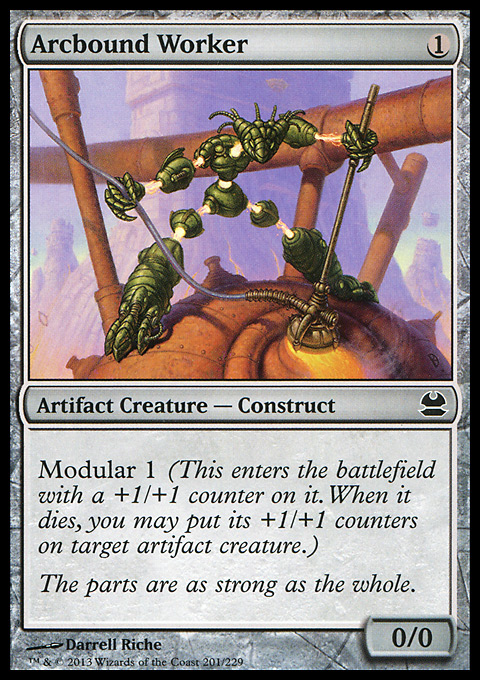 Arcbound Worker 1
Artifact Creature — Construct
Modular 1 (This enters the battlefield
with a +1/+1 counter on it. When it
dies, you may put its +1/+1 counters
on target artifact creature.)
The parts are as strong as the whole.
Darrell Riche
™ & © 2013 Wizards of the Coast 201/229
0/0